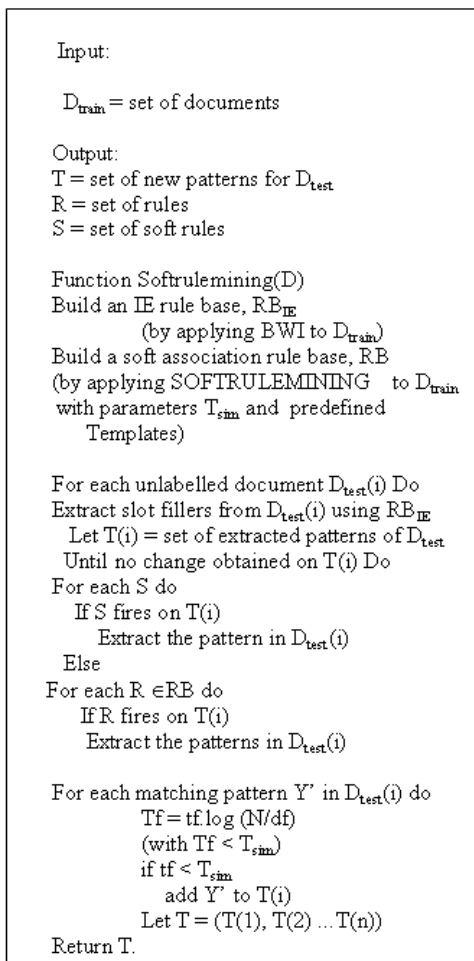 Input:
D_train = set of documents
Output:
T = set of new patterns for D_test
R = set of rules
S = set of soft rules
Function Softrulemining(D)
Build an IE rule base, RB_IE
(by applying BWI to D_train)
Build a soft association rule base, RB
(by applying SOFTRULEMINING to D_train
with parameters T_sim and predefined
Templates)
For each unlabelled document D_test(i) Do
Extract slot fillers from D_test(i) using RB_IE
Let T(i) = set of extracted patterns of D_test
Until no change obtained on T(i) Do
For each S do
If S fires on T(i)
Extract the pattern in D_test(i)
Else
For each R ∈RB do
If R fires on T(i)
Extract the patterns in D_test(i)
For each matching pattern Y’ in D_test(i) do
Tf = tf.log (N/df)
(with Tf < T_sim)
if tf < T_sim
add Y’ to T(i)
Let T = (T(1), T(2) ...T(n))
Return T.